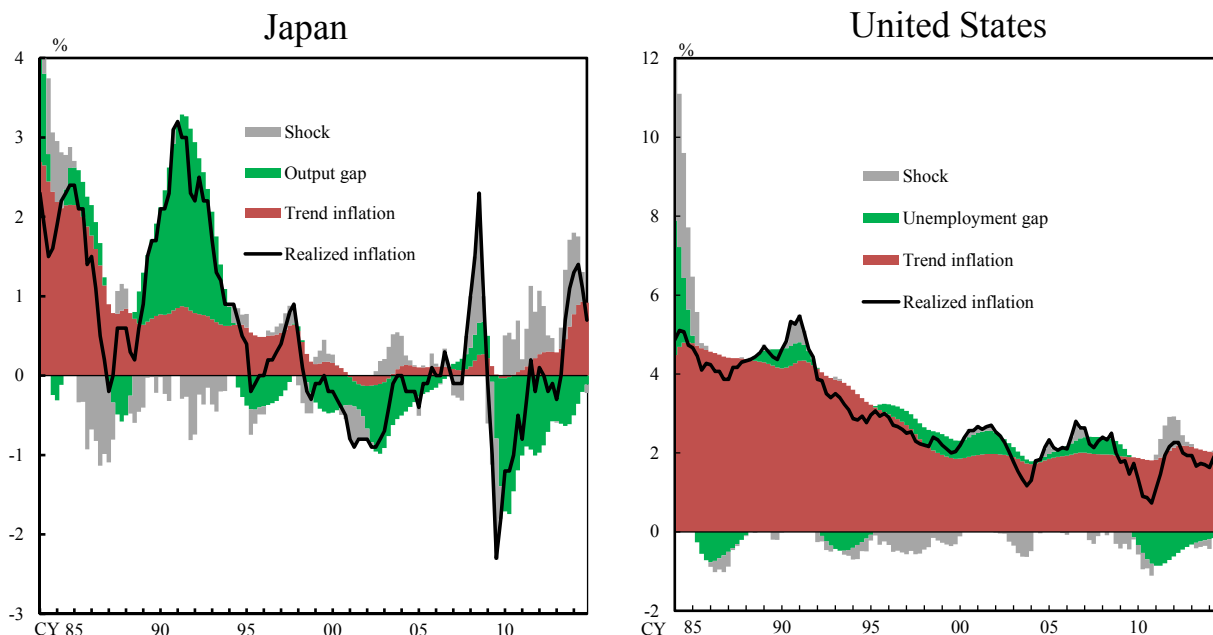 Japan
%
4
3
2
1
0
-1
-2
-3
Shock
Output gap
Trend inflation
Realized inflation
CY 85 90 95 00 05 10
United States
%
12
10
8
6
4
2
0
-2
Shock
Unemployment gap
Trend inflation
Realized inflation
CY 85 90 95 00 05 10